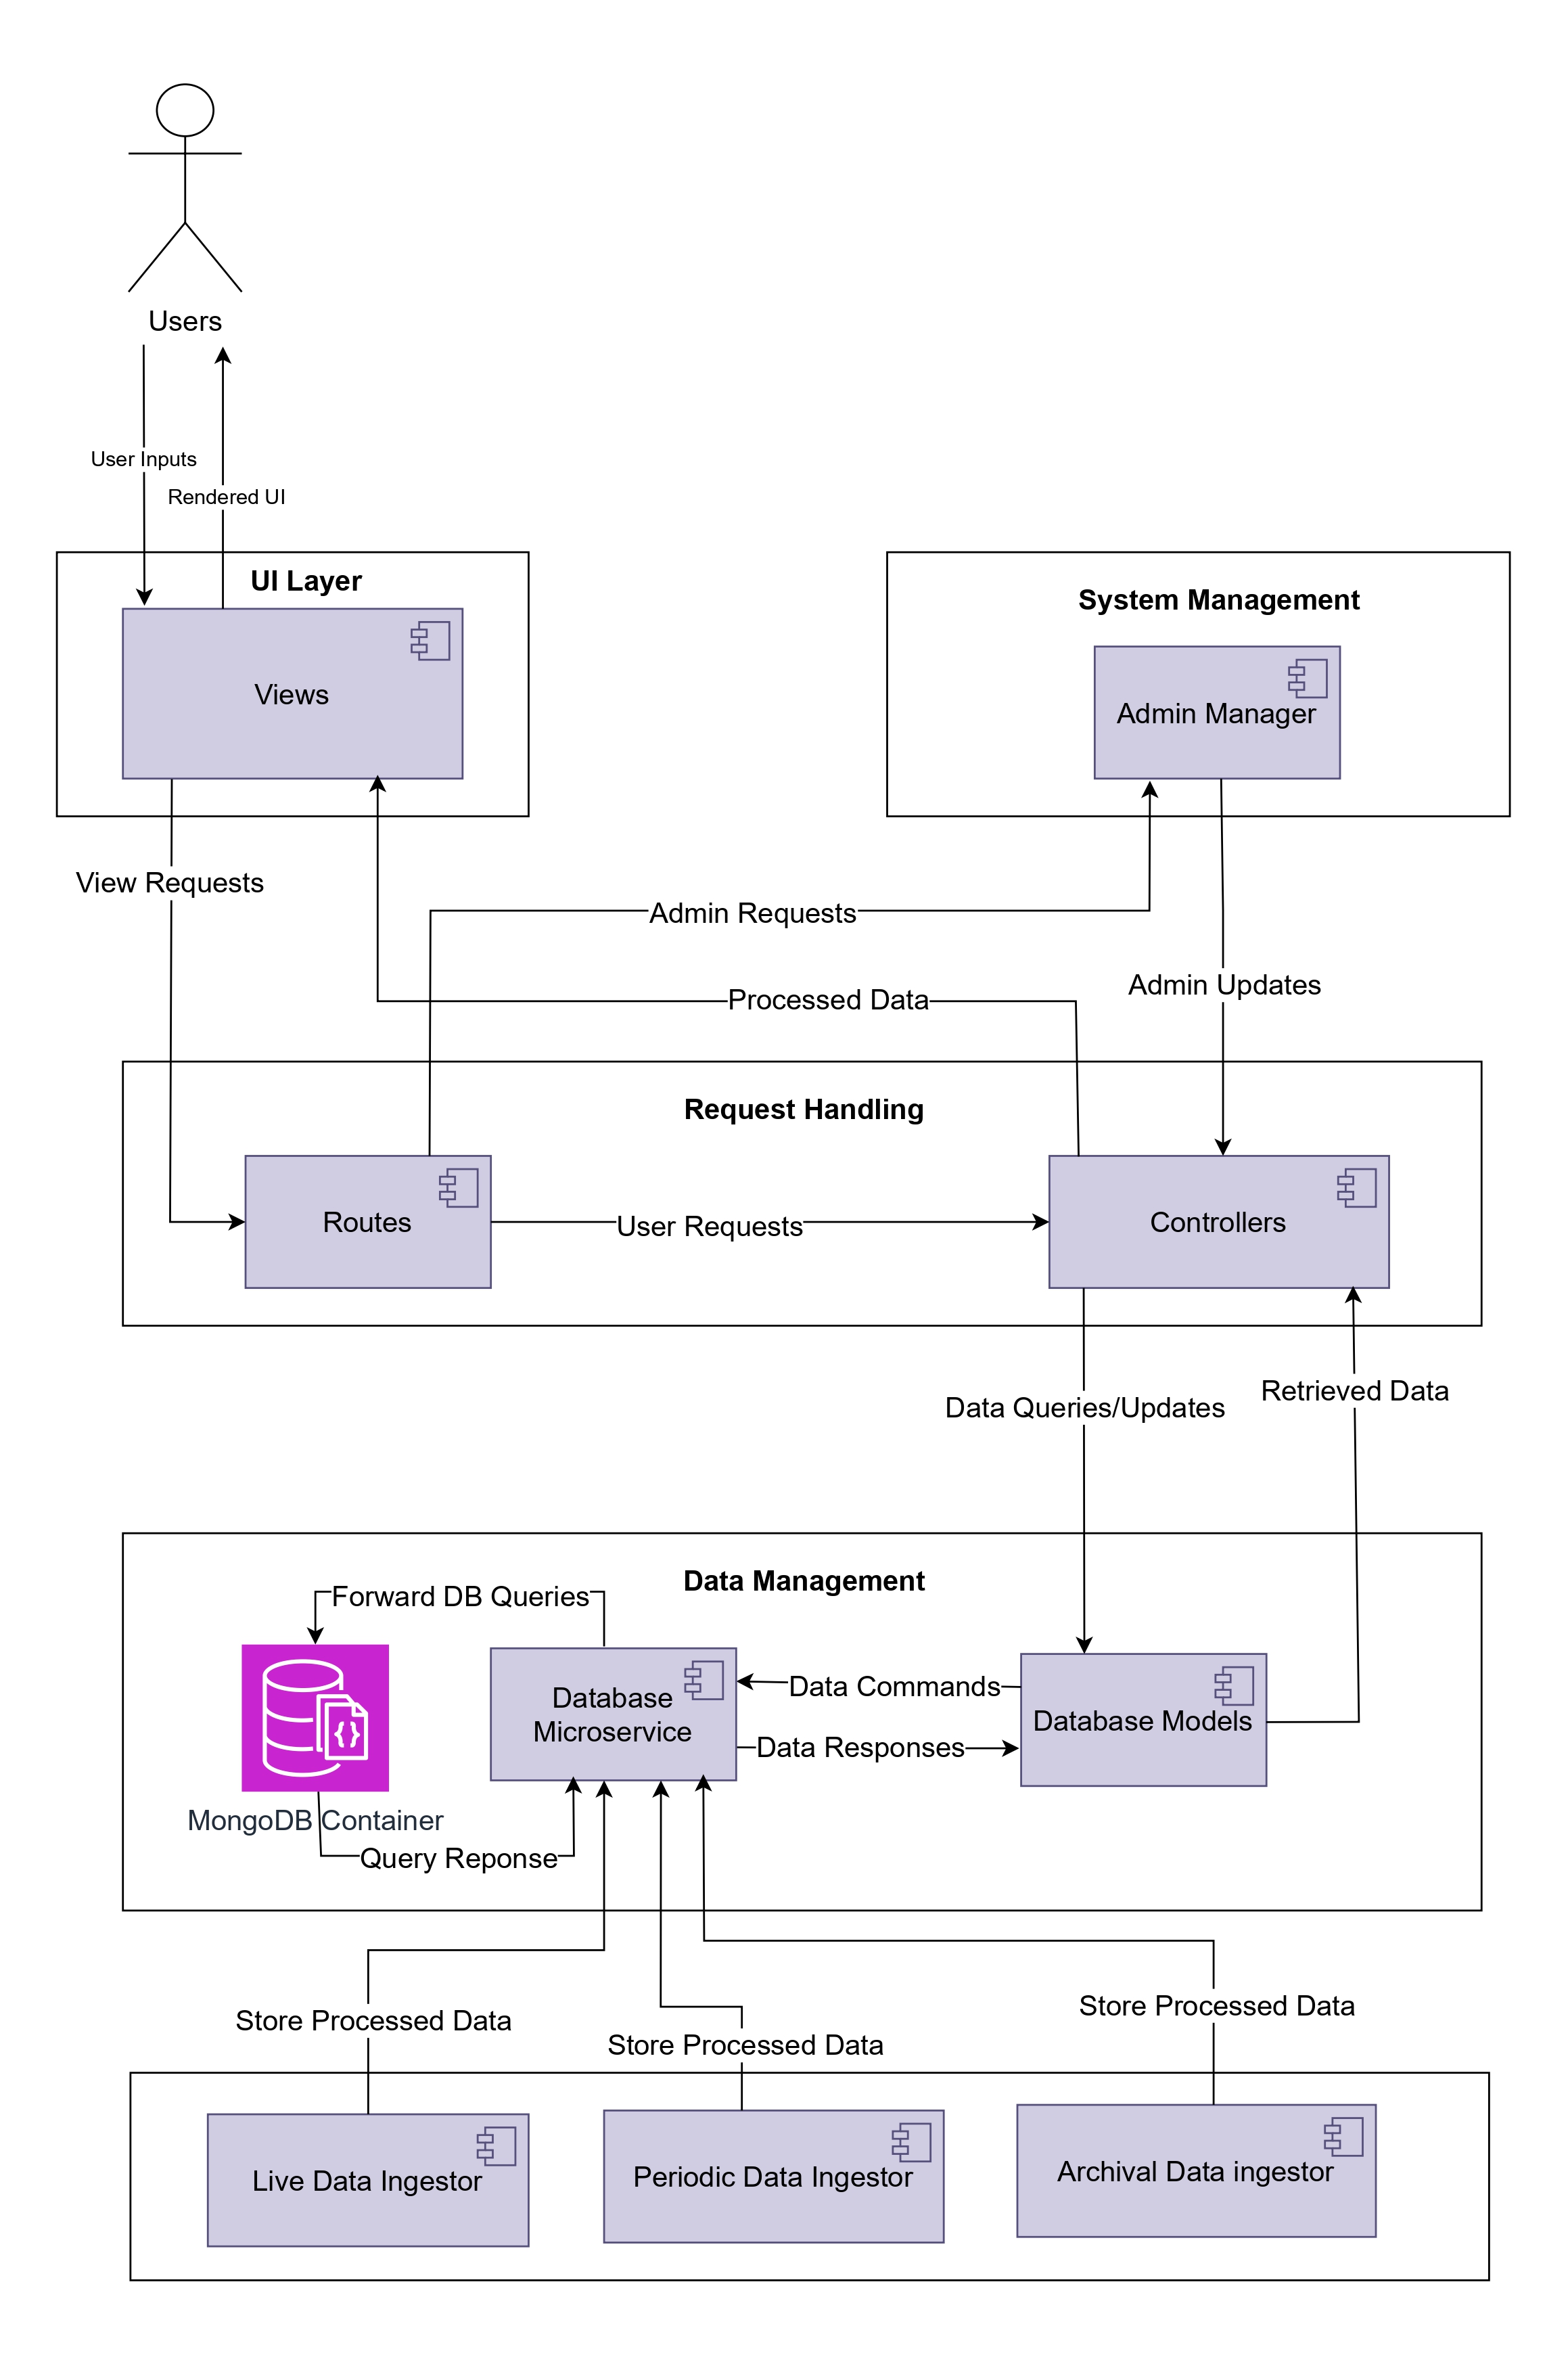 Users
User Inputs
Rendered UI
UI Layer
Views
System Management
Admin Manager
View Requests
Admin Requests
Processed Data
Admin Updates
Request Handling
Routes
User Requests
Controllers
Data Queries/Updates
Retrieved Data
Data Management
Forward DB Queries
{}
MongoDB Container
Database
Microservice
Data Commands
Data Responses
Database Models
Query Reponse
Store Processed Data
Store Processed Data
Store Processed Data
Live Data Ingestor
Periodic Data Ingestor
Archival Data ingestor